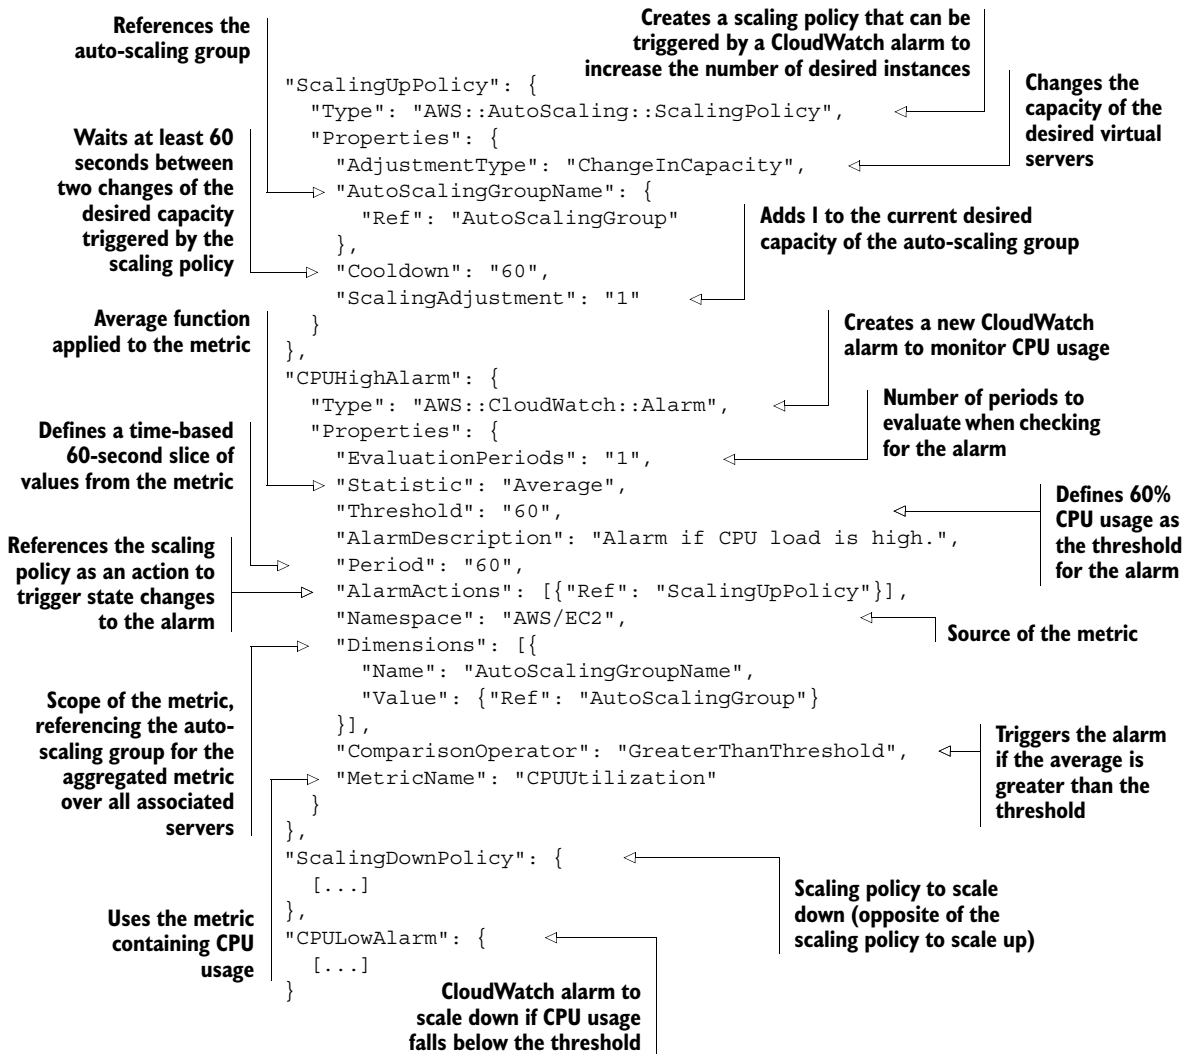 References the
auto-scaling group
Creates a scaling policy that can be
triggered by a CloudWatch alarm to
increase the number of desired instances
"ScalingUpPolicy": {
"Type": "AWS::AutoScaling::ScalingPolicy",
Changes the
capacity of the
desired virtual
servers
"Properties": {
Waits at least 60
seconds between
two changes of the
desired capacity
triggered by the
scaling policy
"AdjustmentType": "ChangeInCapacity",
"AutoScalingGroupName": {
"Ref": "AutoScalingGroup"
},
Adds 1 to the current desired
capacity of the auto-scaling group
"Cooldown": "60",
"ScalingAdjustment": "1"
}
},
Average function
applied to the metric
Creates a new CloudWatch
alarm to monitor CPU usage
"CPUHighAlarm": {
"Type": "AWS::CloudWatch::Alarm",
Number of periods to
evaluate when checking
for the alarm
"Properties": {
Defines a time-based
60-second slice of
values from the metric
"EvaluationPeriods": "1",
"Statistic": "Average",
"Threshold": "60",
Defines 60%
CPU usage as
the threshold
for the alarm
"AlarmDescription": "Alarm if CPU load is high.",
References the scaling
policy as an action to
trigger state changes
to the alarm
"Period": "60",
"AlarmActions": [{"Ref": "ScalingUpPolicy"}],
"Namespace": "AWS/EC2",
Source of the metric
"Dimensions": [{
"Name": "AutoScalingGroupName",
"Value": {"Ref": "AutoScalingGroup"}
}],
Scope of the metric,
referencing the auto-
scaling group for the
aggregated metric
over all associated
servers
"ComparisonOperator": "GreaterThanThreshold",
Triggers the alarm
if the average is
greater than the
threshold
"MetricName": "CPUUtilization"
}
},
"ScalingDownPolicy": {
[...]
},
Scaling policy to scale
down (opposite of the
scaling policy to scale up)
Uses the metric
containing CPU
usage
"CPULowAlarm": {
[...]
}
CloudWatch alarm to
scale down if CPU usage
falls below the threshold